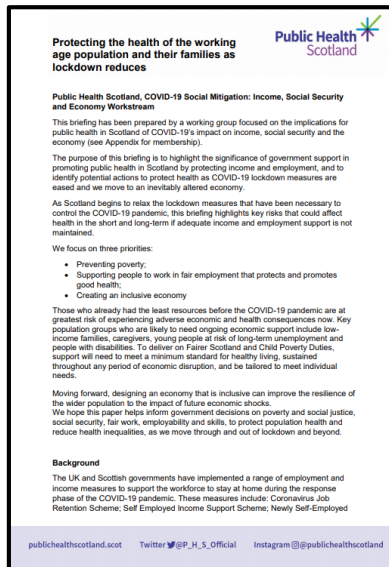 Protecting the health of the working
age population and their families as
lockdown reduces
Public Health
Scotland
Public Health Scotland, COVID-19 Social Mitigation: Income, Social Security
and Economy Workstream
This briefing has been prepared by a working group focused on the implications for
public health in Scotland of COVID-19's impact on income, social security and the
economy (see Appendix for membership).
The purpose of this briefing is to highlight the significance of government support in
promoting public health in Scotland by protecting income and employment, and to
identify potential actions to protect health as COVID-19 lockdown measures are
eased and we move to an inevitably altered economy.
As Scotland begins to relax the lockdown measures that have been necessary to
control the COVID-19 pandemic, this briefing highlights key risks that could affect
health in the short and long-term if adequate income and employment support is not
maintained.
We focus on three priorities:
• Preventing poverty;
• Supporting people to work in fair employment that protects and promotes
good health;
• Creating an inclusive economy
Those who already had the least resources before the COVID-19 pandemic are at
greatest risk of experiencing adverse economic and health consequences now. Key
population groups who are likely to need ongoing economic support include low-
income families, caregivers, young people at risk of long-term unemployment and
people with disabilities. To deliver on Fairer Scotland and Child Poverty Duties,
support will need to meet a minimum standard for healthy living, sustained
throughout any period of economic disruption, and be tailored to meet individual
needs.
Moving forward, designing an economy that is inclusive can improve the resilience of
the wider population to the impact of future economic shocks.
We hope this paper helps inform government decisions on poverty and social justice,
social security, fair work, employability and skills, to protect population health and
reduce health inequalities, as we move through and out of lockdown and beyond.
Background
The UK and Scottish governments have implemented a range of employment and
income measures to support the workforce to stay at home during the response
phase of the COVID-19 pandemic. These measures include: Coronavirus Job
Retention Scheme; Self Employed Income Support Scheme; Newly Self-Employed
publichealthscotland.scot Twitter @P_H_S_Official Instagram @publichealthscotland